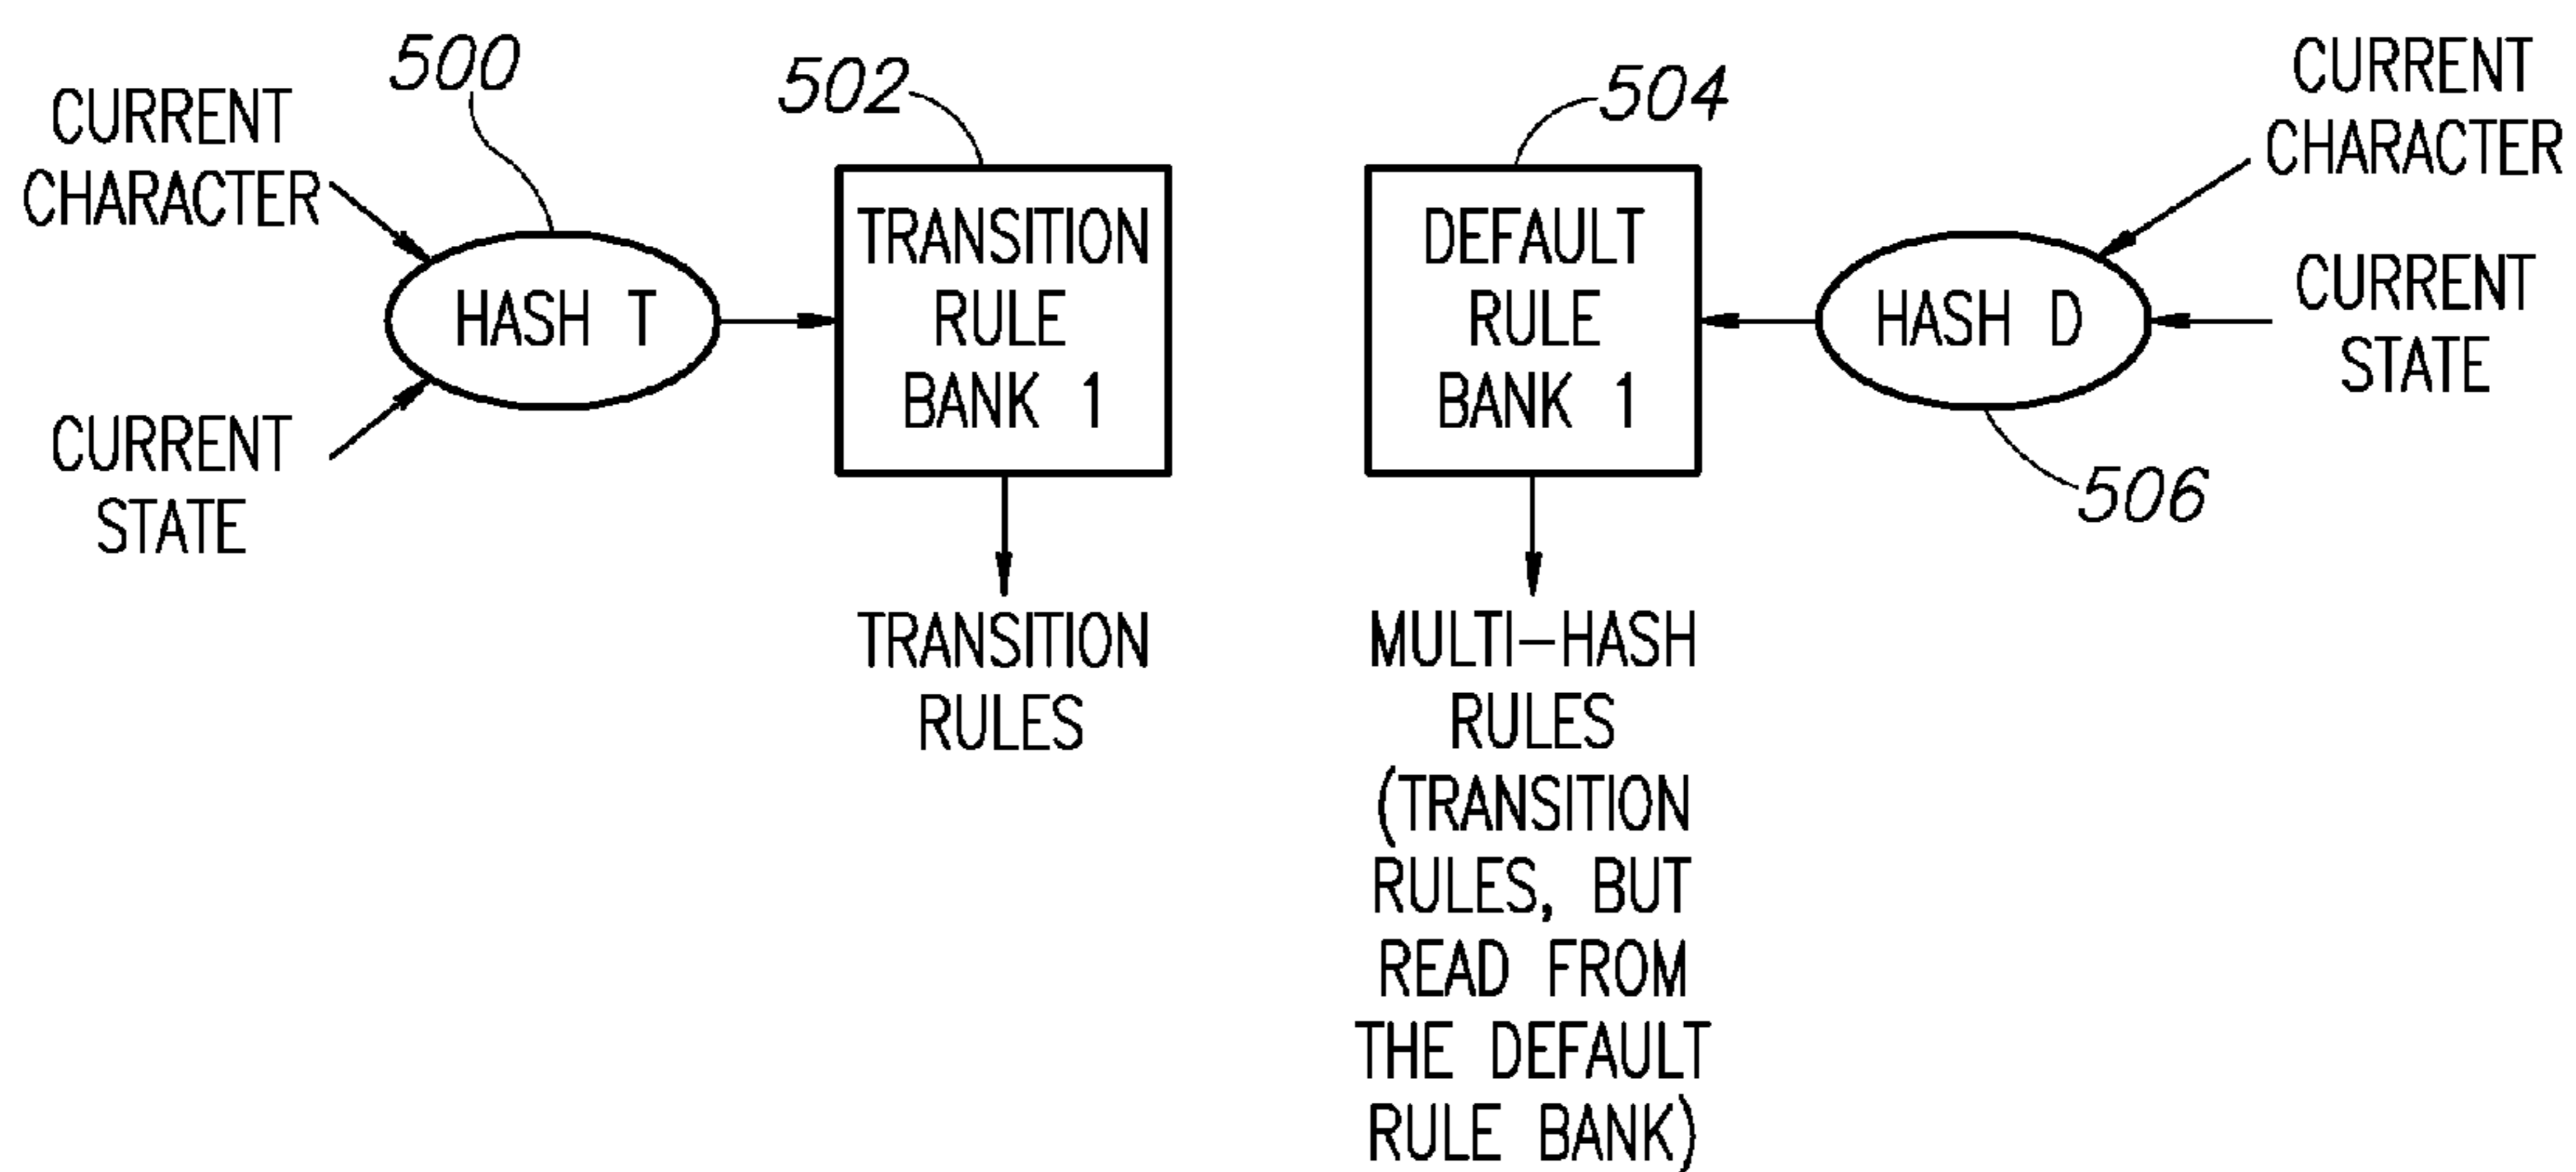 500
CURRENT
CHARACTER
CURRENT
STATE
HASH T
502
TRANSITION
RULE
BANK 1
TRANSITION
RULES
504
DEFAULT
RULE
BANK 1
MULTI-HASH
RULES
(TRANSITION
RULES, BUT
READ FROM
THE DEFAULT
RULE BANK)
CURRENT
CHARACTER
HASH D
CURRENT
STATE
506